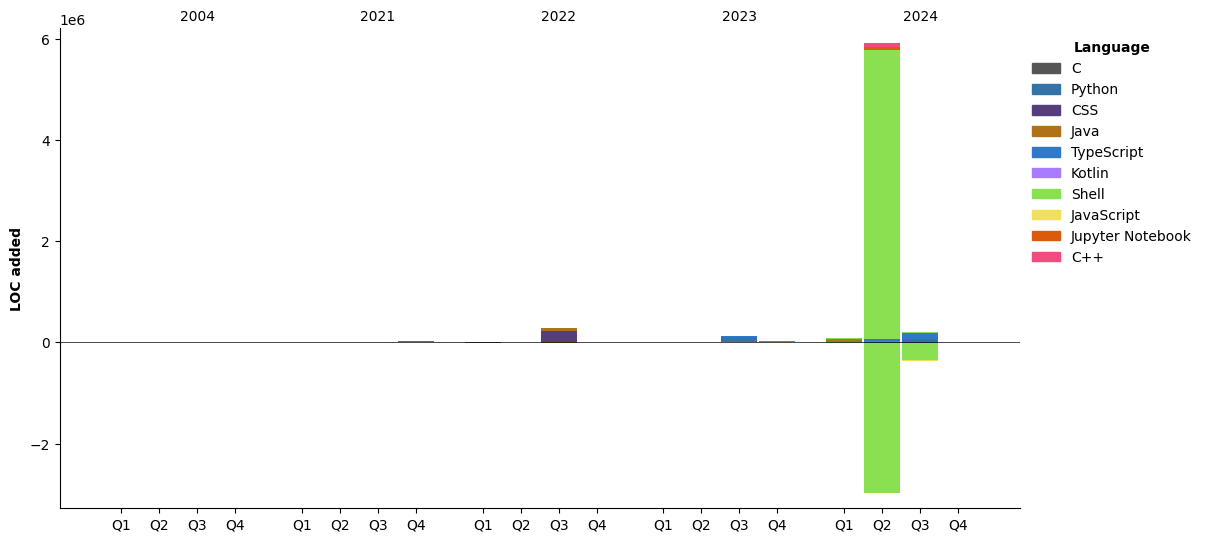 1e6
2004 2021 2022 2023 2024
6
4
2
0
−2
LOC added
Q1 Q2 Q3 Q4 Q1 Q2 Q3 Q4 Q1 Q2 Q3 Q4 Q1 Q2 Q3 Q4 Q1 Q2 Q3 Q4
Language
C
Python
CSS
Java
TypeScript
Kotlin
Shell
JavaScript
Jupyter Notebook
C++